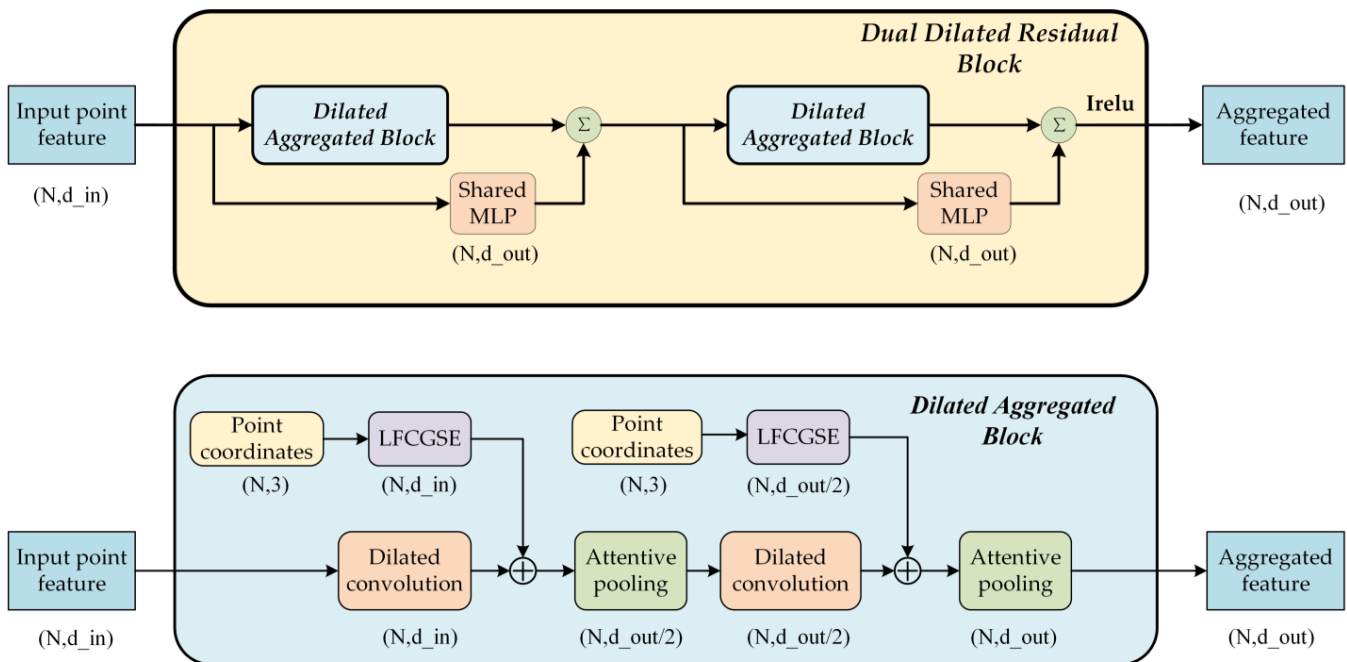 Dual Dilated Residual
Block
Input point
feature
(N,d_in)
Dilated
Aggregated Block
Σ
Shared
MLP
(N,d_out)
Dilated
Aggregated Block
Σ
Irelu
Shared
MLP
(N,d_out)
Aggregated
feature
(N,d_out)
Dilated Aggregated
Block
Point
coordinates
(N,3)
LFCGSE
(N,d_in)
Point
coordinates
(N,3)
LFCGSE
(N,d_out/2)
Input point
feature
(N,d_in)
Dilated
convolution
(N,d_in)
Attentive
pooling
(N,d_out/2)
Dilated
convolution
(N,d_out/2)
Attentive
pooling
(N,d_out)
Aggregated
feature
(N,d_out)